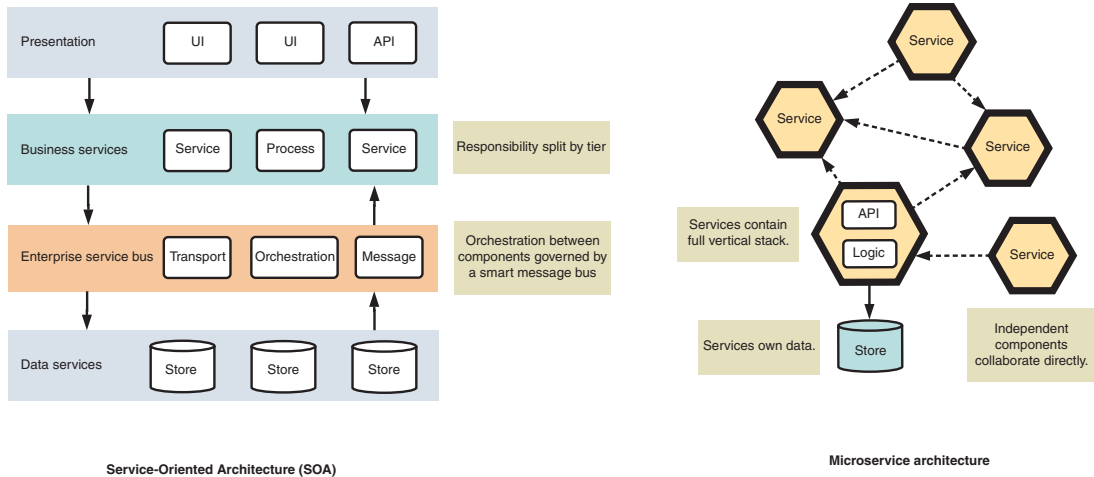 Presentation
UI
UI
API
Business services
Service
Process
Service
Responsibility split by tier
Enterprise service bus
Transport
Orchestration
Message
Orchestration between
components governed by
a smart message bus
Data services
Store
Store
Store
Service-Oriented Architecture (SOA)
Service
Service
Service
Services contain
full vertical stack.
API
Logic
Service
Services own data.
Store
Independent
components
collaborate directly.
Microservice architecture